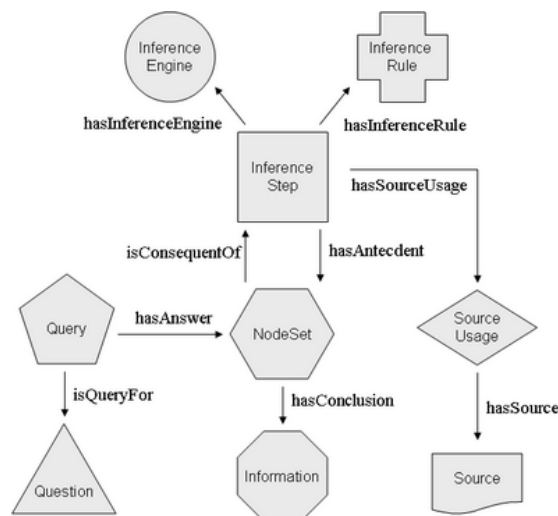 Inference
Engine
Inference
Rule
hasInferenceEngine
hasInferenceRule
Inference
Step
hasSourceUsage
isConsequentOf
hasAntecdent
Query
hasAnswer
NodeSet
Source
Usage
isQueryFor
hasConclusion
hasSource
Question
Information
Source